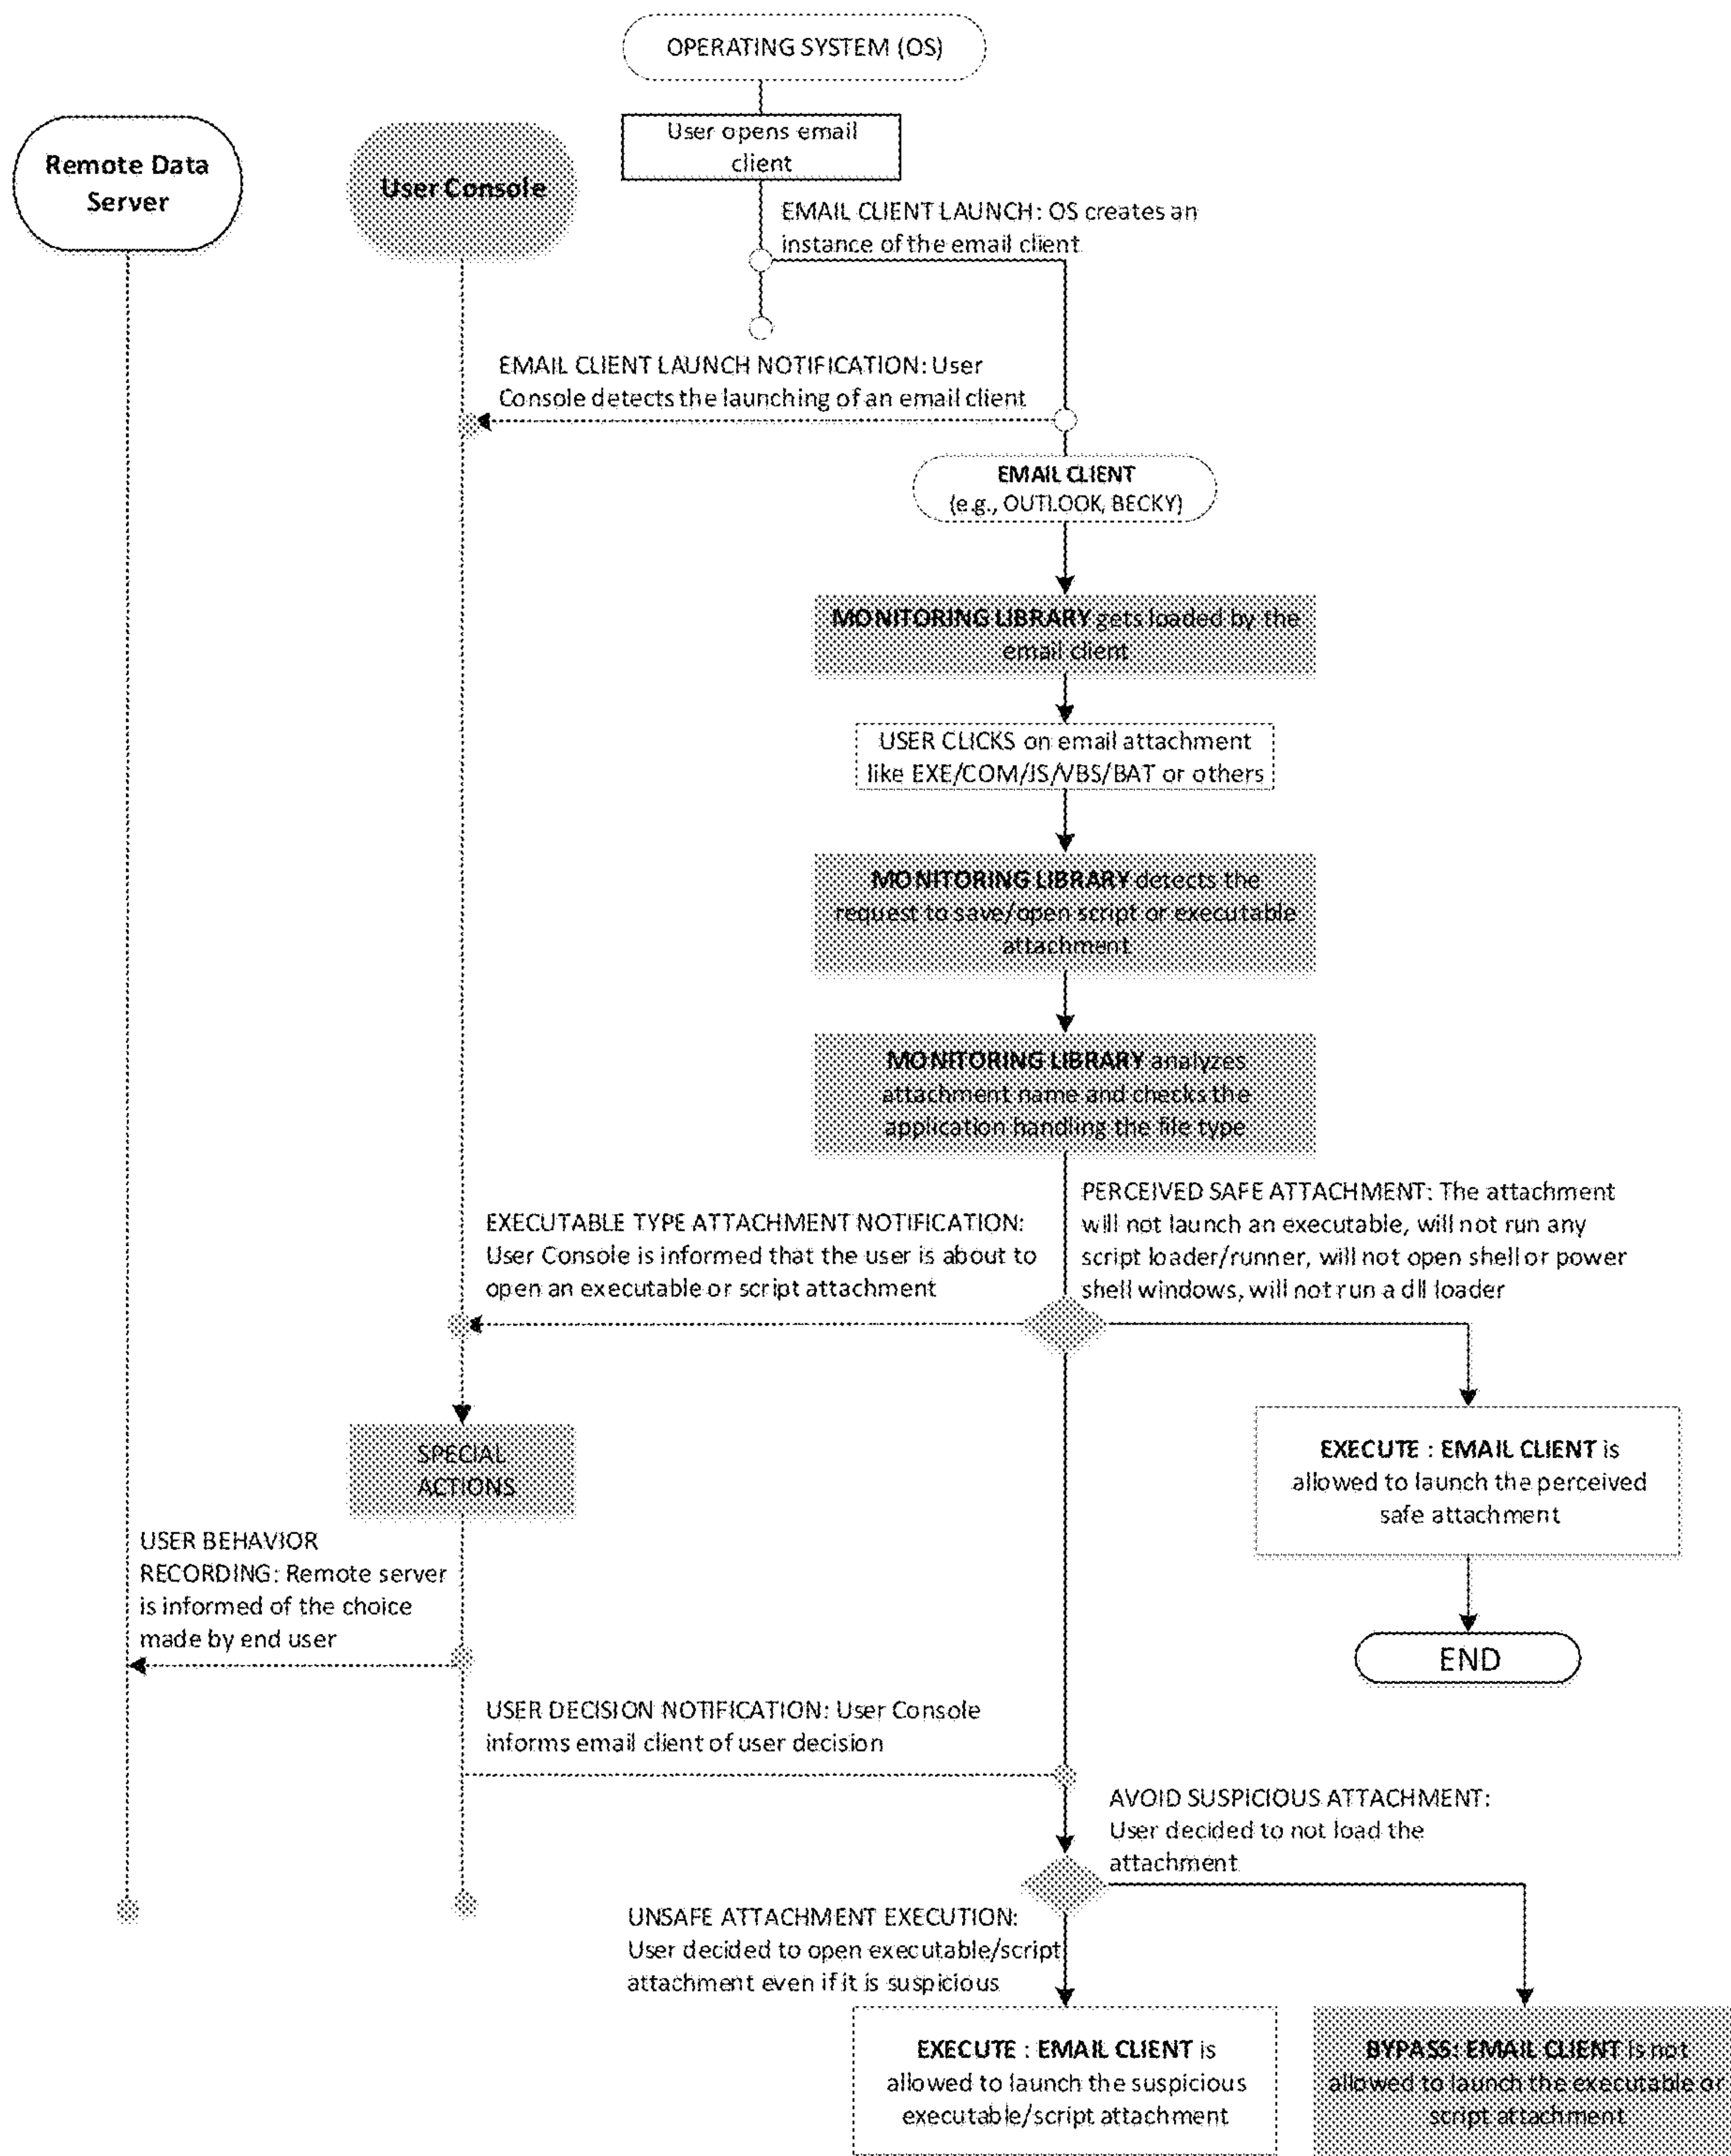 OPERATING SYSTEM (OS)
User opens email
client
Remote Data
Server
User Console
EMAIL CLIENT LAUNCH: OS creates an
instance of the email client
EMAIL CLIENT LAUNCH NOTIFICATION: User
Console detects the launching of an email client
EMAIL CLIENT
(e.g., OUTLOOK, BECKY)
MONITORING LIBRARY gets loaded by the
email client
USER CLICKS on email attachment
like EXE/COM/JS/VBS/BAT or others
MONITORING LIBRARY detects the
request to save/open script or executable
attachment
MONITORING LIBRARY analyzes
attachment name and checks the
application handling the file type
PERCEIVED SAFE ATTACHMENT: The attachment
will not launch an executable, will not run any
script loader/runner, will not open shell or power
shell windows, will not run a dll loader
EXECUTABLE TYPE ATTACHMENT NOTIFICATION:
User Console is informed that the user is about to
open an executable or script attachment
SPECIAL
ACTIONS
EXECUTE : EMAIL CLIENT is
allowed to launch the perceived
safe attachment
END
USER BEHAVIOR
RECORDING: Remote server
is informed of the choice
made by end user
USER DECISION NOTIFICATION: User Console
informs email client of user decision
AVOID SUSPICIOUS ATTACHMENT:
User decided to not load the
attachment
UNSAFE ATTACHMENT EXECUTION:
User decided to open executable/script
attachment even if it is suspicious
EXECUTE : EMAIL CLIENT is
allowed to launch the suspicious
executable/script attachment
BYPASS: EMAIL CLIENT is not
allowed to launch the executable or
script attachment